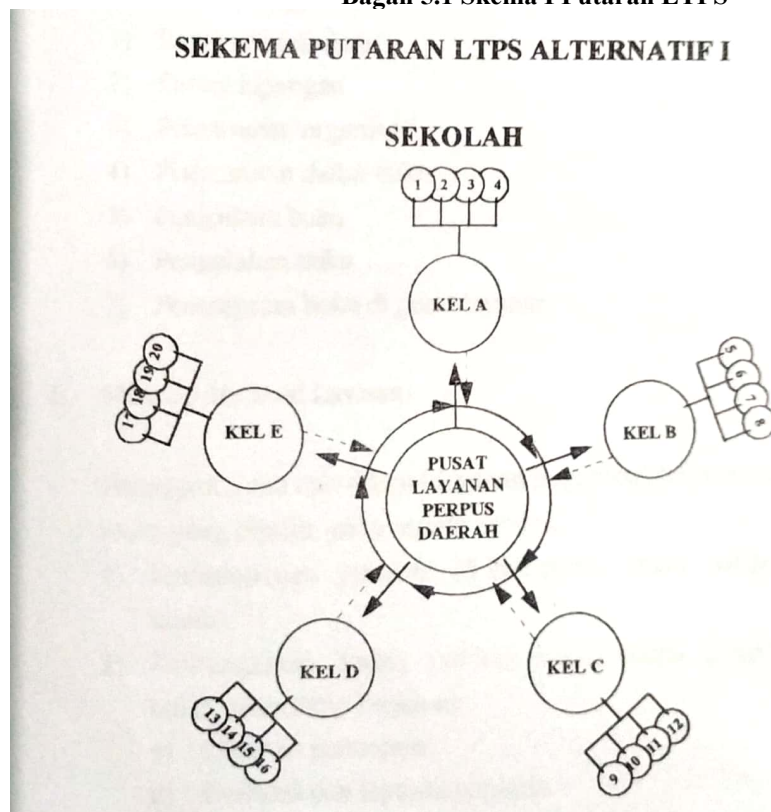 Bagan Skema I Putaran LTPS
SEKEMA PUTARAN LTPS ALTERNATIF I
SEKOLAH
1 2 3 4
KEL A
5
6
7
8
KEL B
9 10 11 12
KEL C
13
14
15
16
KEL D
17
18
19
20
KEL E
PUSAT
LAYANAN
PERPUS
DAERAH